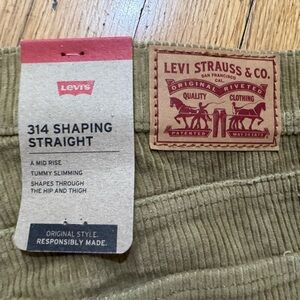 Levi's
314 SHAPING
STRAIGHT
A MID RISE
TUMMY SLIMMING
SHAPES THROUGH
THE HIP AND THIGH
ORIGINAL STYLE.
RESPONSIBLY MADE.
LEVI STRAUSS & CO.
SAN FRANCISCO
CAL.
ORIGINAL RIVETED
QUALITY CLOTHING
PATENTED MAY 20 1873